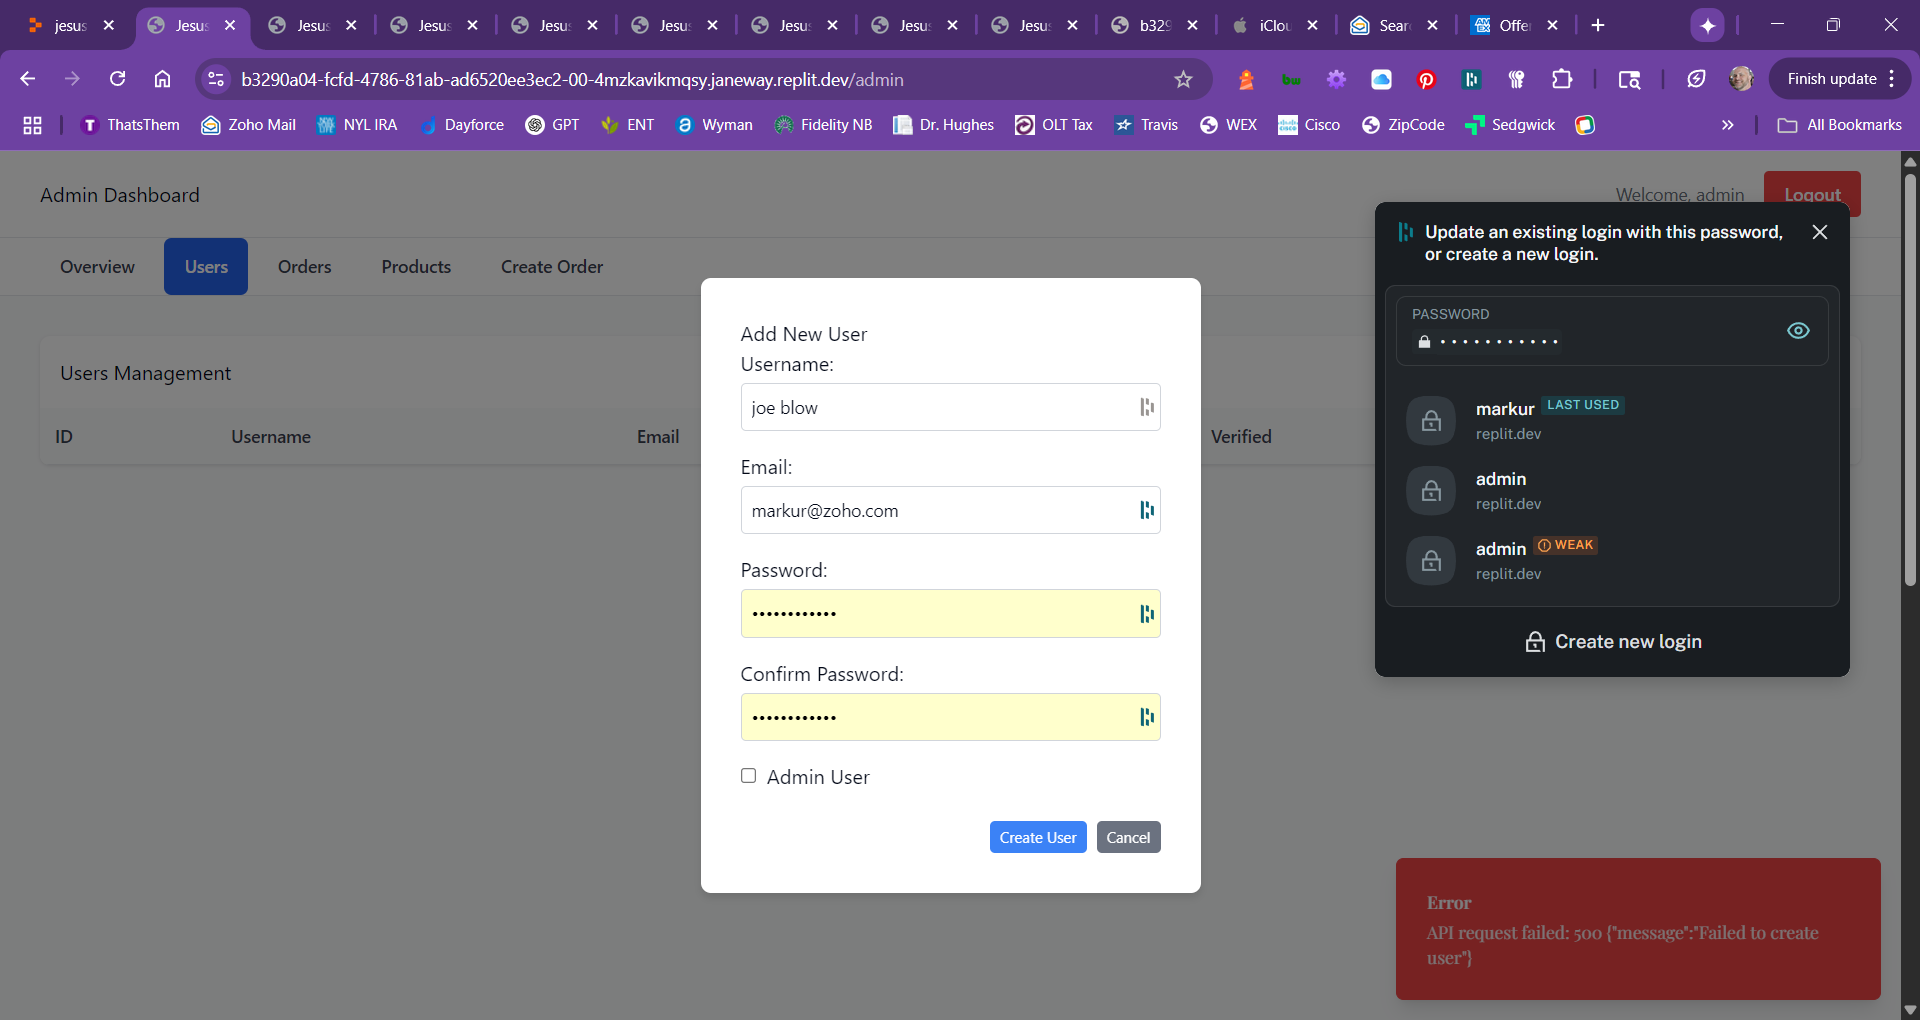 jesus
Jesus
Jesus
Jesus
Jesus
Jesus
Jesus
Jesus
Jesus
b329
iClou
Sear
Offer
b3290a04-fcfd-4786-81ab-ad6520ee3ec2-00-4mzkavikmqsy.janeway.replit.dev/admin
Finish update
ThatsThem
Zoho Mail
NYL IRA
Dayforce
GPT
ENT
Wyman
Fidelity NB
Dr. Hughes
OLT Tax
Travis
WEX
Cisco
ZipCode
Sedgwick
All Bookmarks
Admin Dashboard
Welcome, admin
Logout
Overview
Users
Orders
Products
Create Order
Users Management
ID
Username
Email
Verified
Add New User
Username:
joe blow
Email:
markur@zoho.com
Password:
••••••••••••
Confirm Password:
••••••••••••
Admin User
Create User
Cancel
Update an existing login with this password,
or create a new login.
PASSWORD
• • • • • • • • • • •
markur LAST USED
replit.dev
admin
replit.dev
admin WEAK
replit.dev
Create new login
Error
API request failed: 500 {"message":"Failed to create
user"}